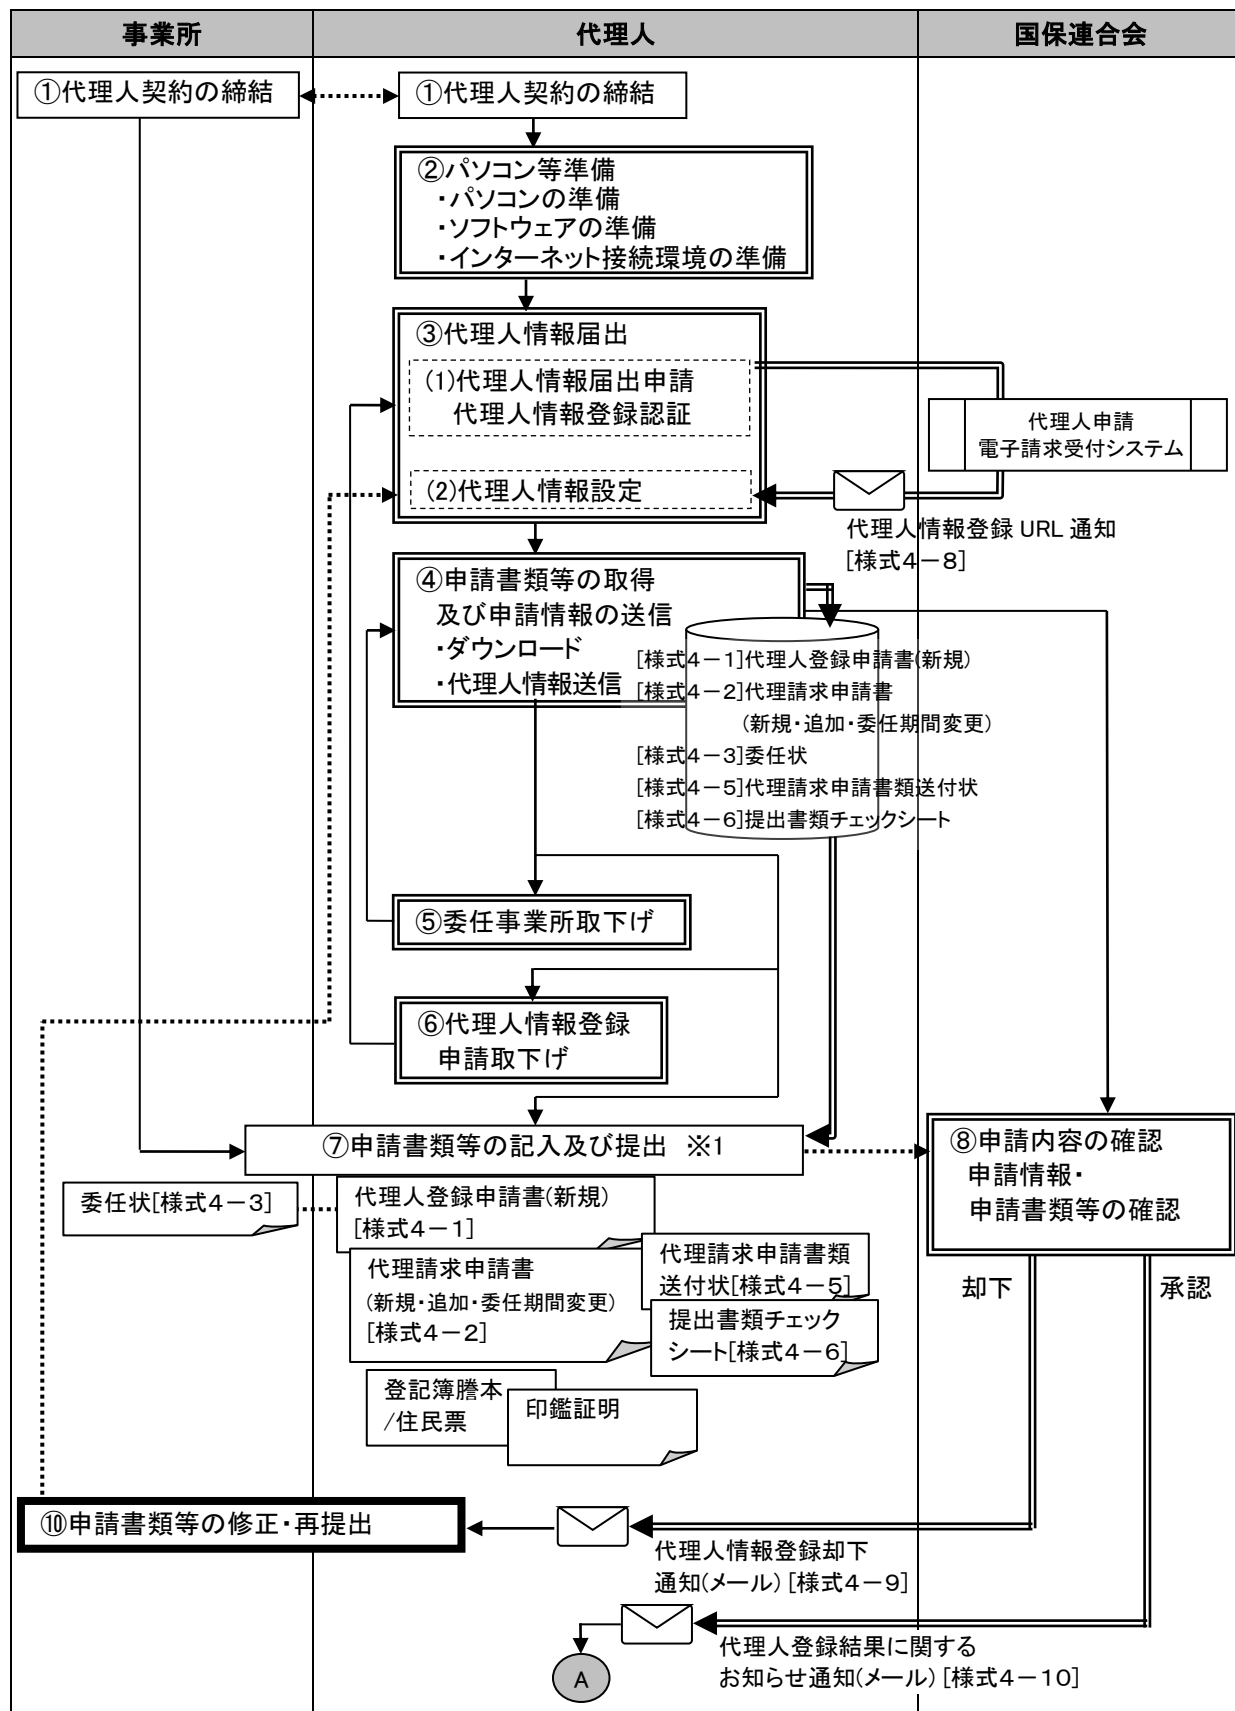 事業所
代理人
国保連合会
①代理人契約の締結
①代理人契約の締結
②パソコン等準備
・パソコンの準備
・ソフトウェアの準備
・インターネット接続環境の準備
③代理人情報届出
(1)代理人情報届出申請
代理人情報登録認証
代理人申請
電子請求受付システム
(2)代理人情報設定
代理人情報登録 URL 通知
[様式4-8]
④申請書類等の取得
及び申請情報の送信
・ダウンロード
・代理人情報送信
[様式4-1]代理人登録申請書(新規)
[様式4-2]代理請求申請書
(新規・追加・委任期間変更)
[様式4-3]委任状
[様式4-5]代理請求申請書類送付状
[様式4-6]提出書類チェックシート
⑤委任事業所取下げ
⑥代理人情報登録
申請取下げ
⑦申請書類等の記入及び提出 ※1
⑧申請内容の確認
申請情報・
申請書類等の確認
委任状[様式4-3]
代理人登録申請書(新規)
[様式4-1]
代理請求申請書
(新規・追加・委任期間変更)
[様式4-2]
代理請求申請書類
送付状[様式4-5]
提出書類チェック
シート[様式4-6]
登記簿謄本
/住民票
印鑑証明
却下
承認
⑩申請書類等の修正・再提出
代理人情報登録却下
通知(メール) [様式4-9]
代理人登録結果に関する
お知らせ通知(メール) [様式4-10]
A